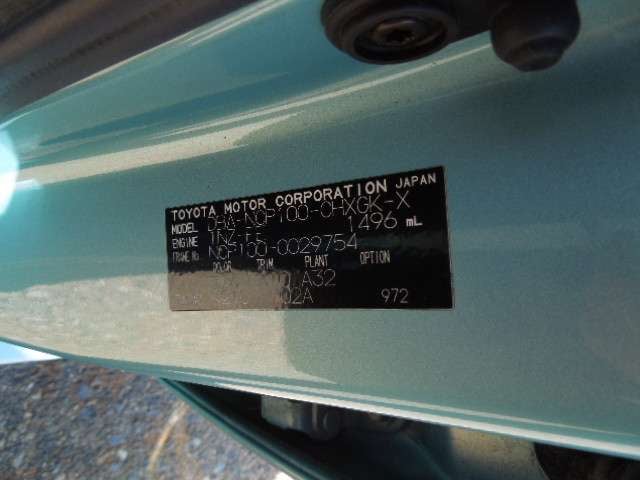 TOYOTA MOTOR CORPORATION JAPAN
MODEL DBA-NCP100-CHXGK-X
ENGINE 1NZ-FE 1496 mL
FRAME No. NCP100-0029754
COLOR TRIM PLANT OPTION
A32
02A 972